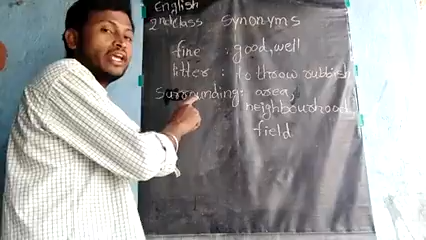 English
2nd class Synonyms
fine : good, well
litter : to throw rubbish
Surrounding: area,
neighbourhood,
field